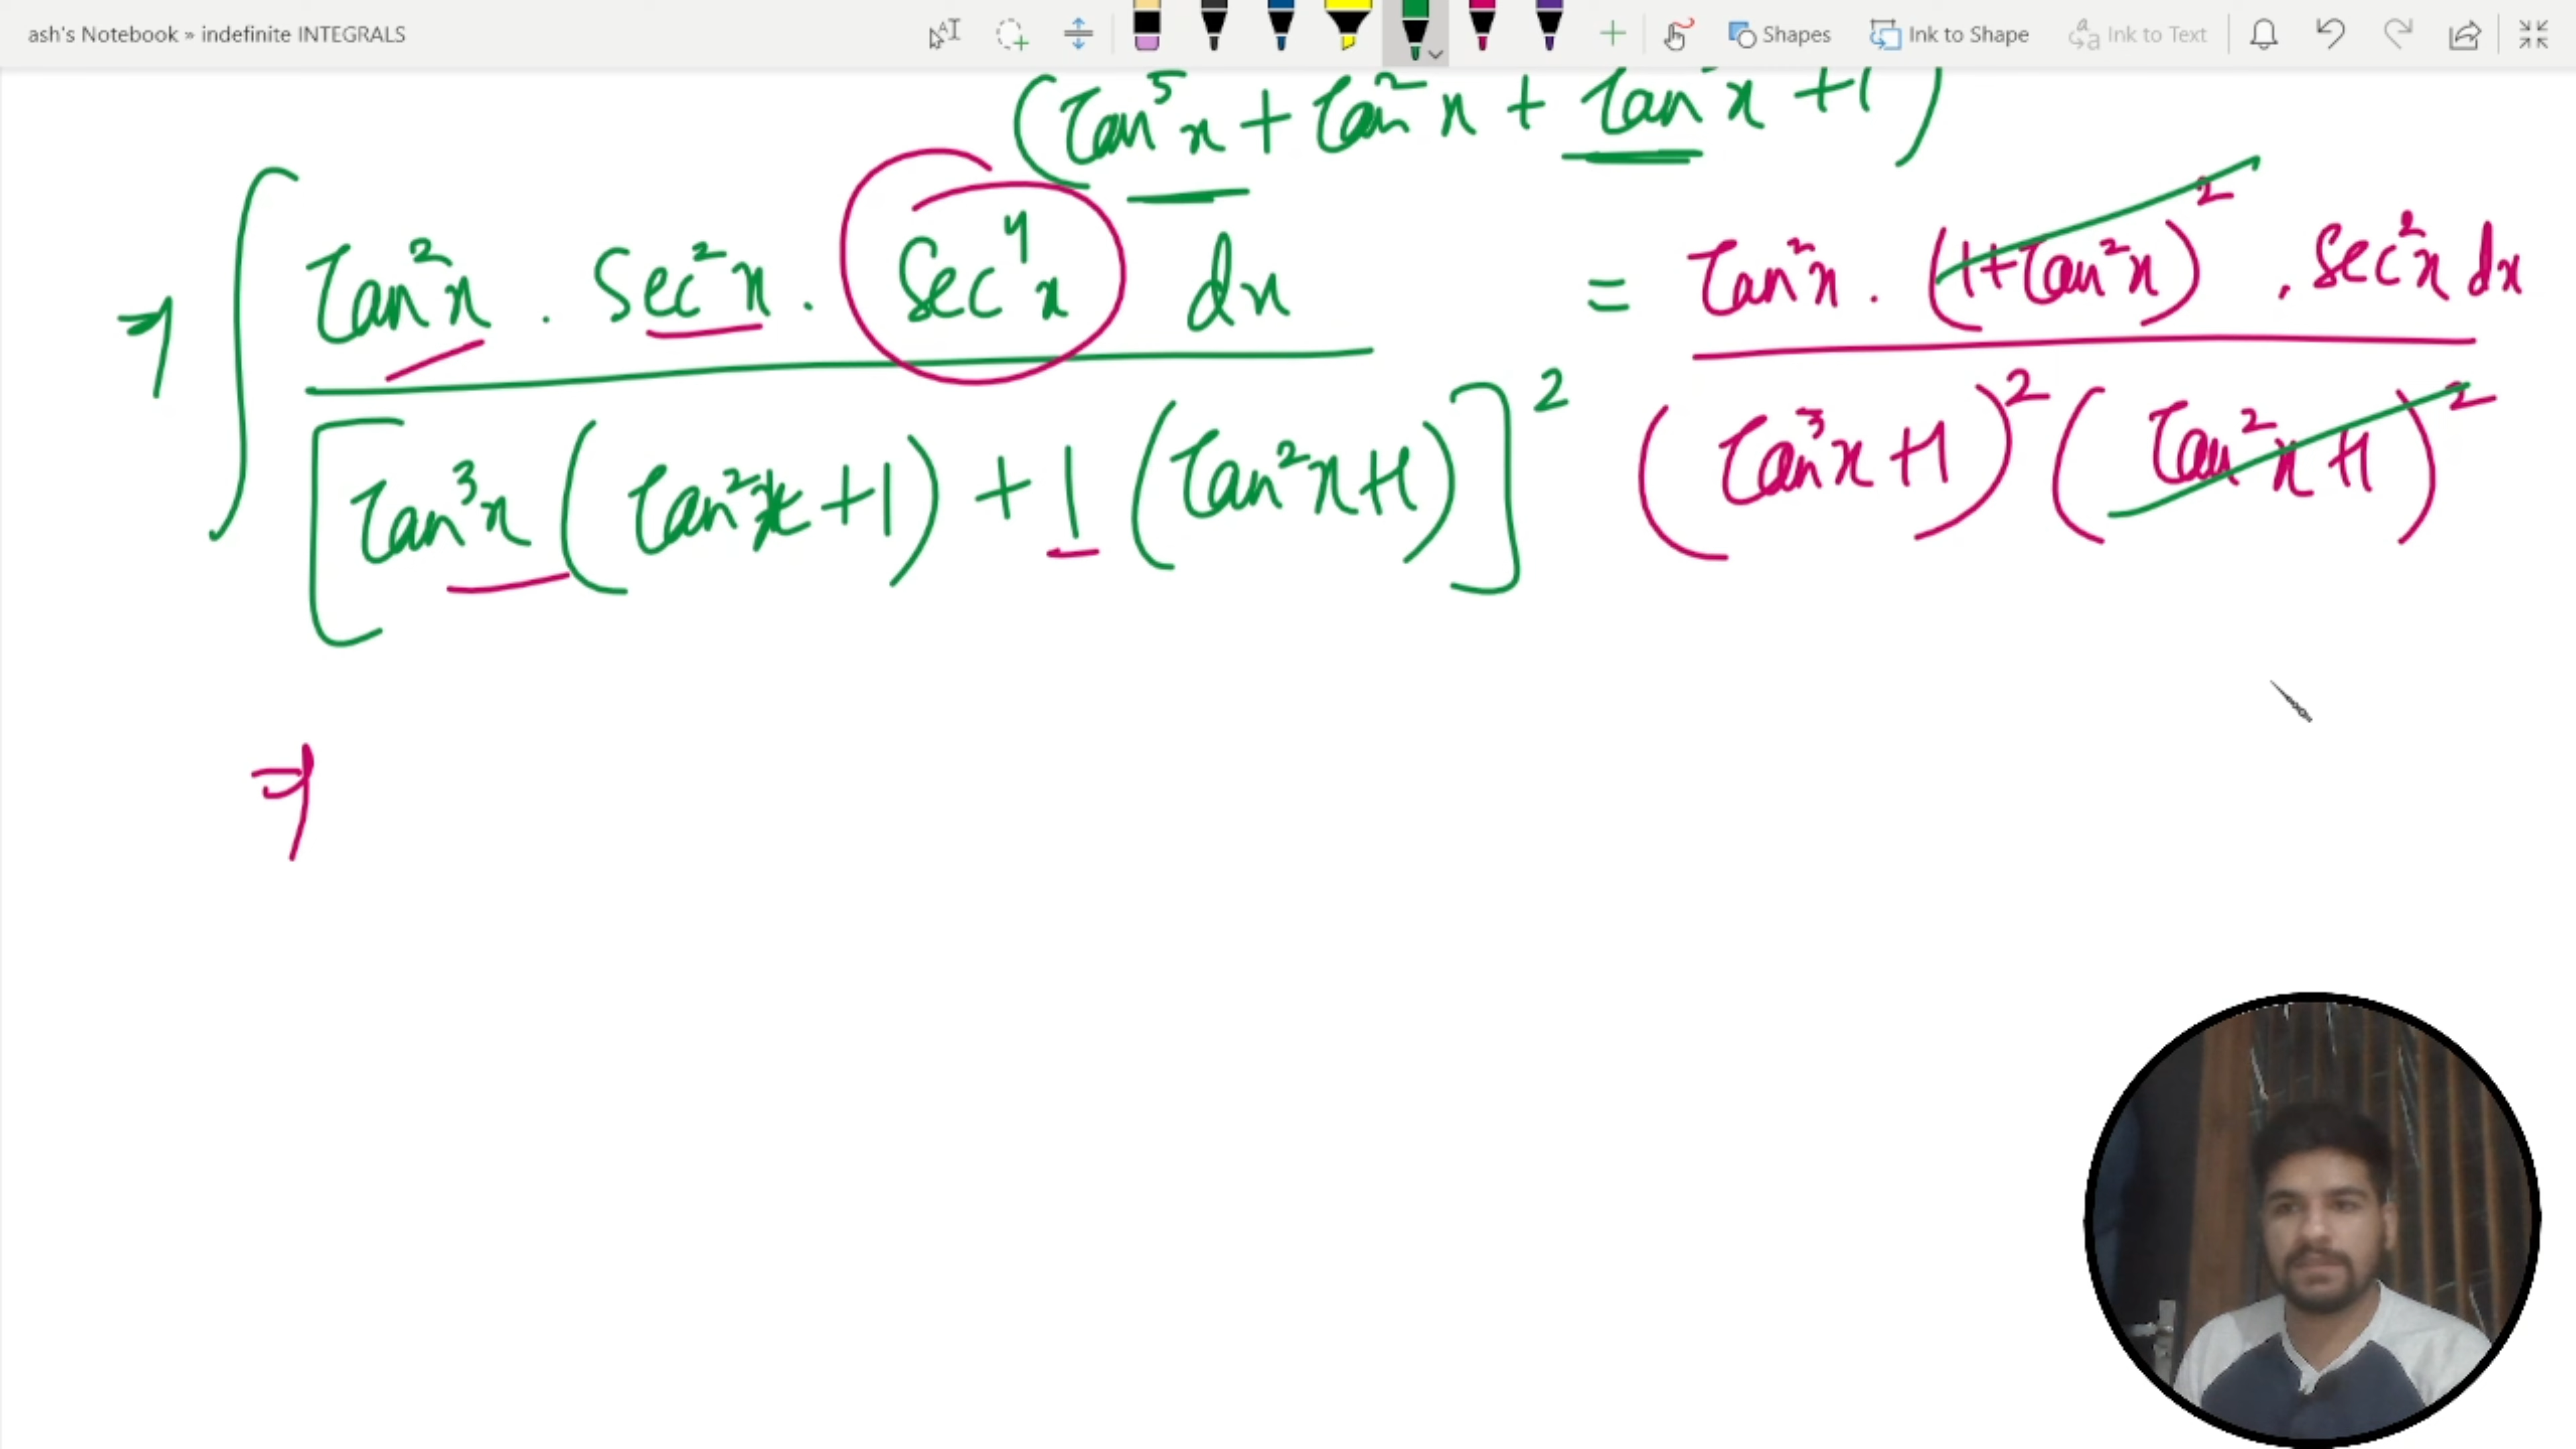 ash's Notebook » indefinite INTEGRALS
Shapes
Ink to Shape
Ink to Text
(tan⁵x + tan²x + tan x + 1)
⇒ ∫ tan²x . sec²x . sec⁴x dx = tan²x . (1+tan²x)² . sec²x dx
[tan³x (tan²x + 1) + 1 (tan²x+1)]² (tan³x +1)² (tan²x +1)²
⇒